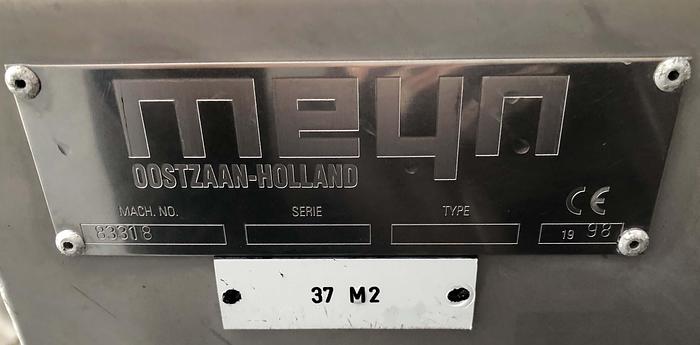 meyn
OOSTZAAN-HOLLAND
MACH. NO. SERIE TYPE CE
83318 19 98
37 M2